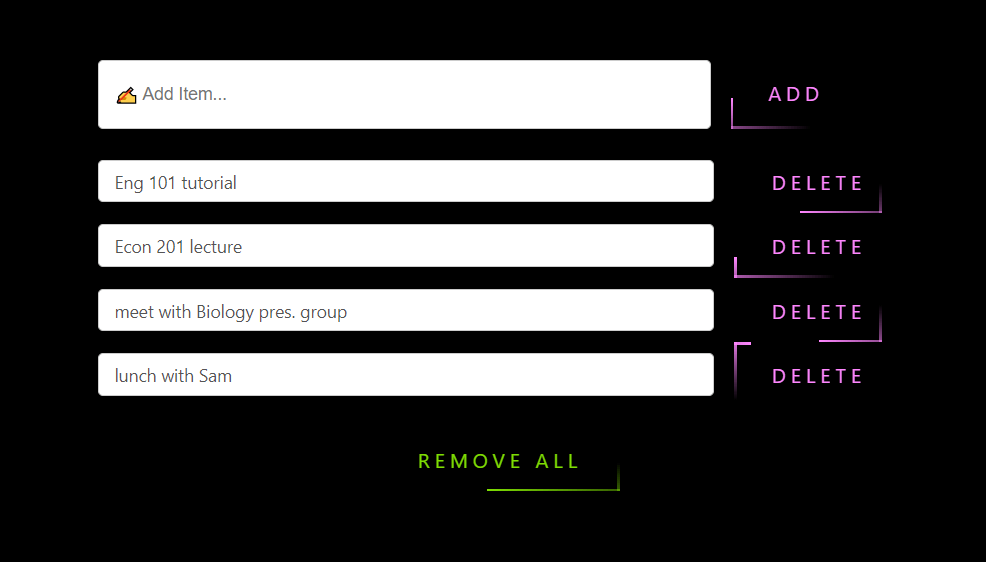 ✍ Add Item... ADD
Eng 101 tutorial DELETE
Econ 201 lecture DELETE
meet with Biology pres. group DELETE
lunch with Sam DELETE
REMOVE ALL